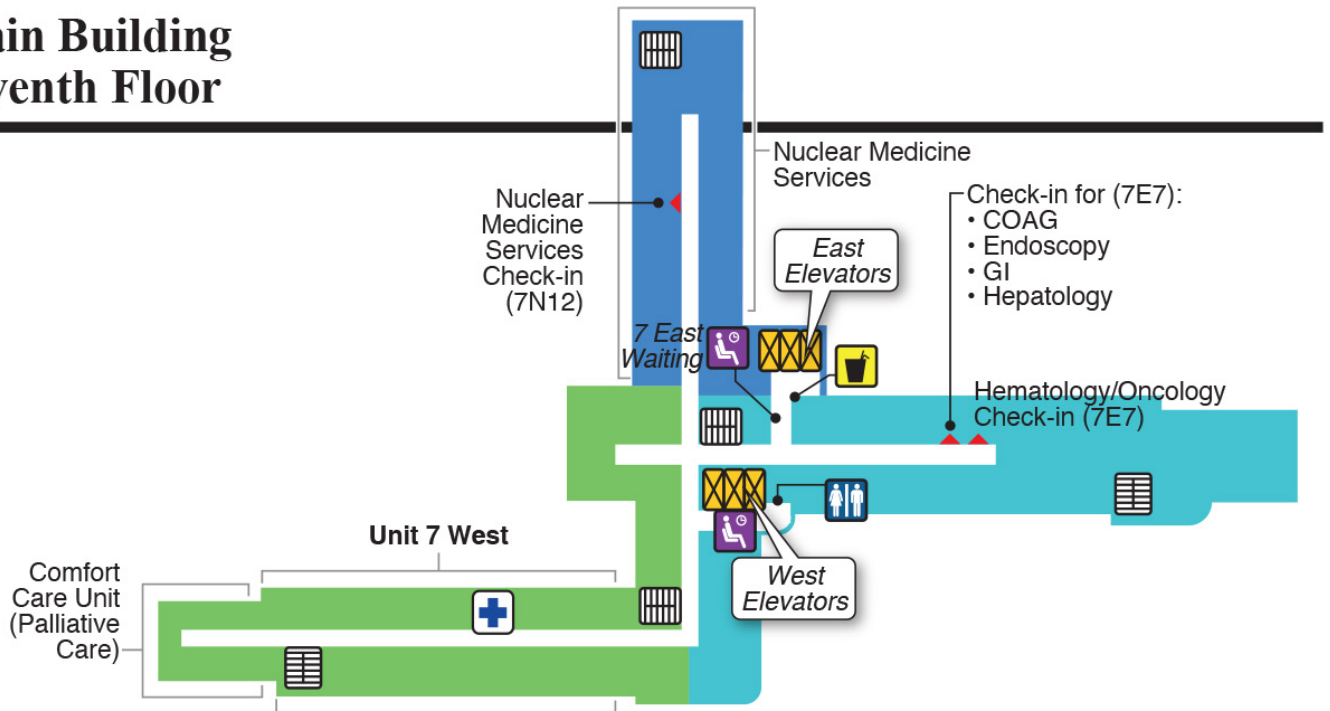 ain Building
venth Floor
Nuclear Medicine
Services
Nuclear
Medicine
Services
Check-in
(7N12)
Check-in for (7E7):
• COAG
• Endoscopy
• GI
• Hepatology
East
Elevators
7 East
Waiting
Hematology/Oncology
Check-in (7E7)
Unit 7 West
West
Elevators
Comfort
Care Unit
(Palliative
Care)